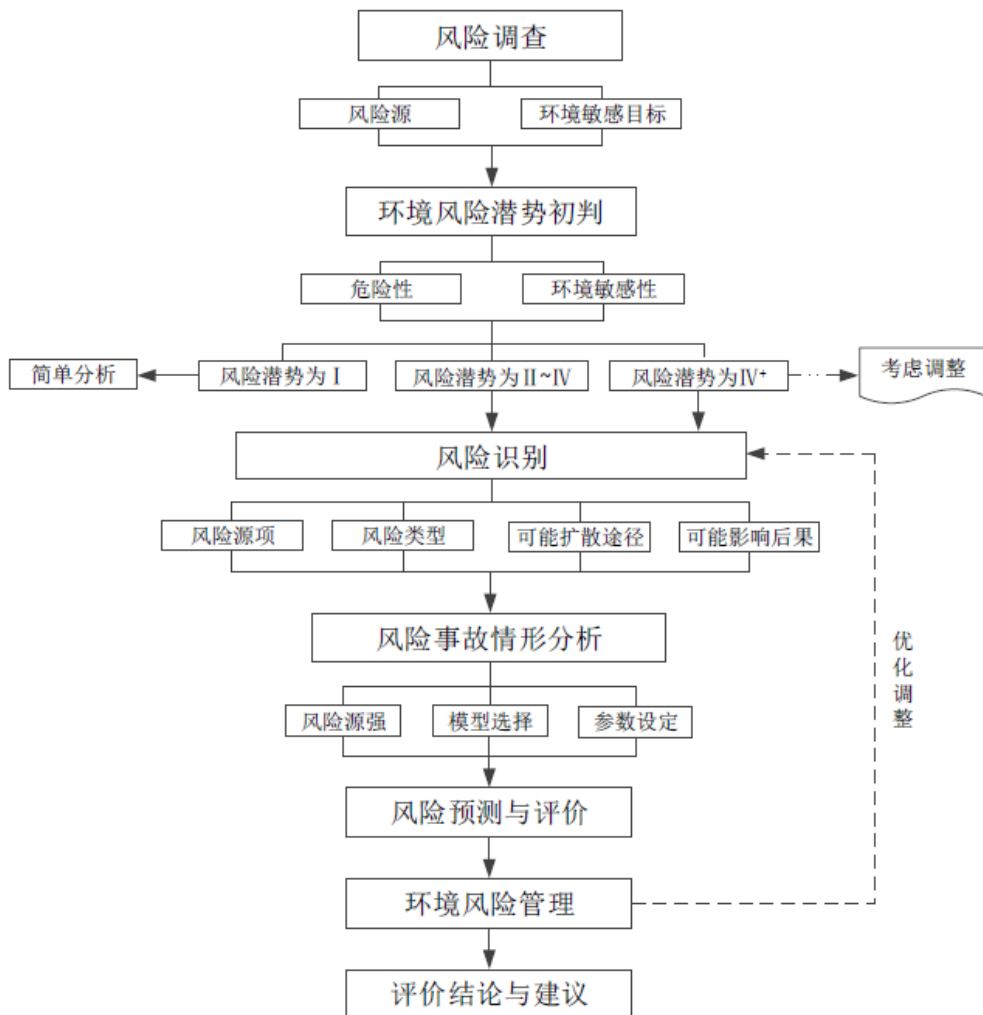 风险调查
风险源
环境敏感目标
环境风险潜势初判
危险性
环境敏感性
简单分析
风险潜势为Ⅰ
风险潜势为Ⅱ~Ⅳ
风险潜势为Ⅳ+
考虑调整
风险识别
风险源项
风险类型
可能扩散途径
可能影响后果
风险事故情形分析
优化调整
风险源强
模型选择
参数设定
风险预测与评价
环境风险管理
评价结论与建议